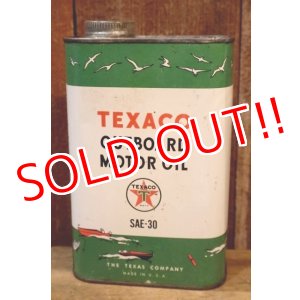 TEXACO
OUTBOARD
MOTOR OIL
SOLD OUT!!
TEXACO
T
SAE-30
THE TEXAS COMPANY
MADE IN U.S.A.